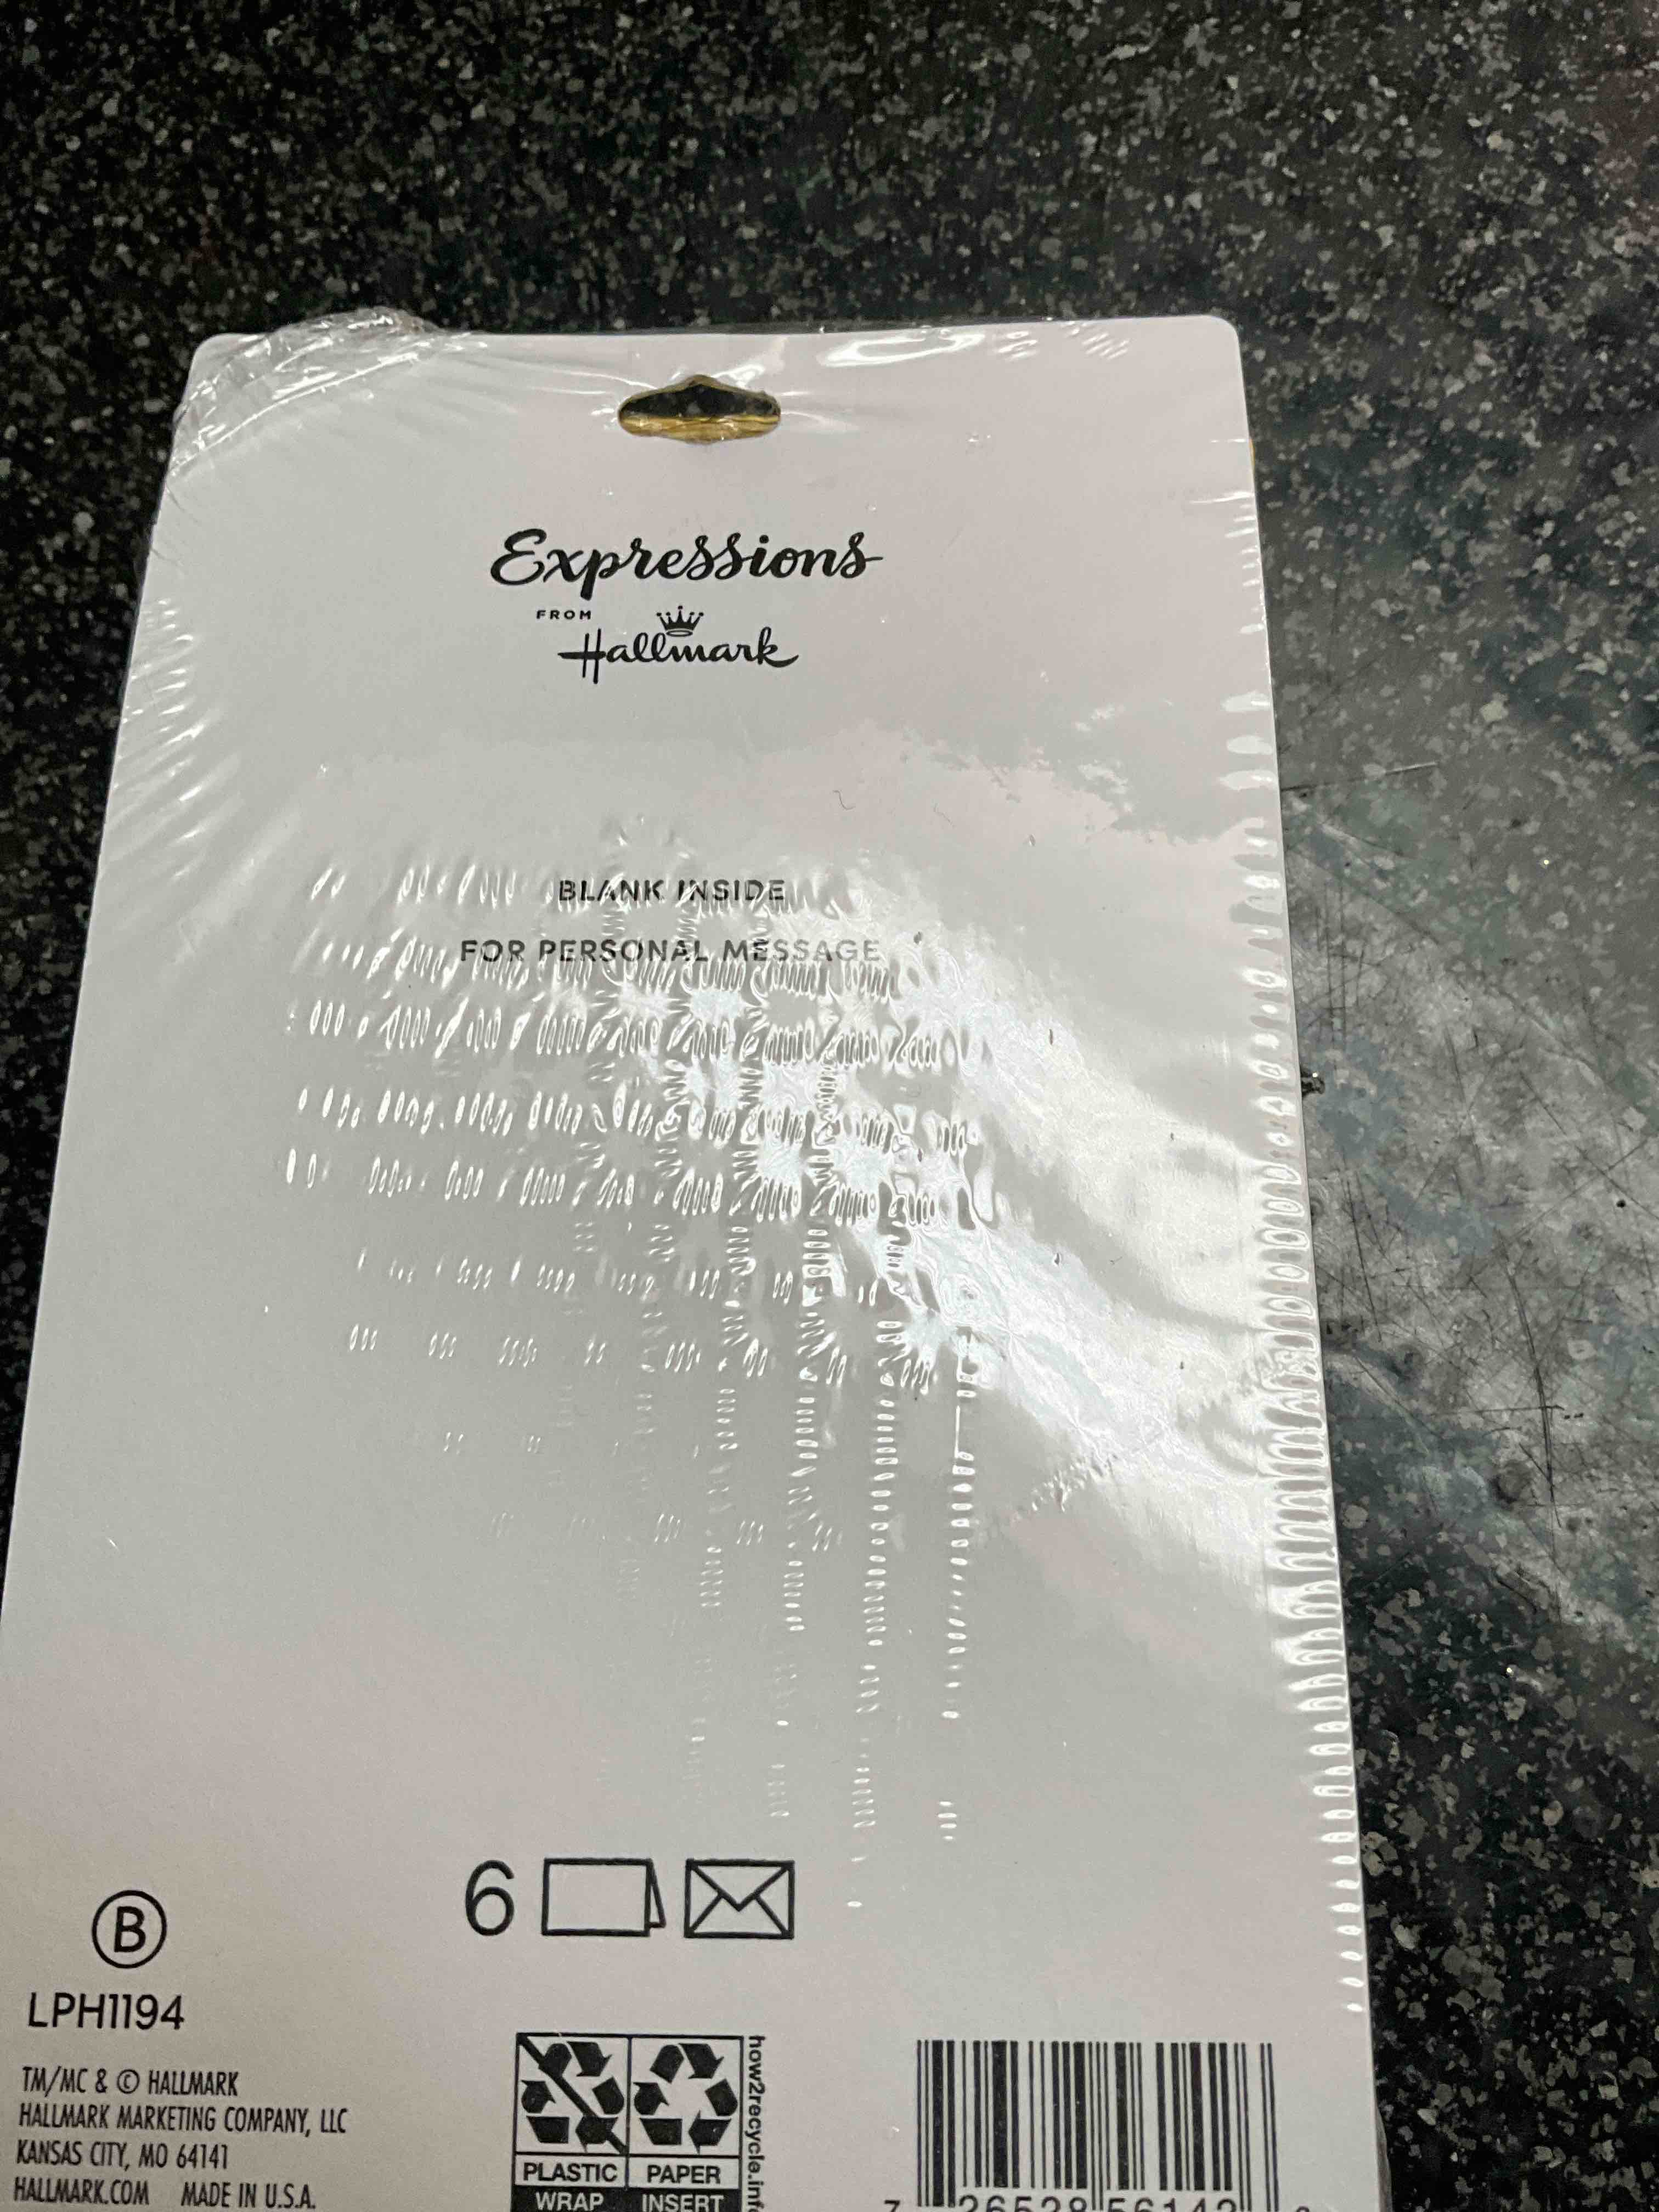 Expressions
FROM
Hallmark
BLANK INSIDE
FOR PERSONAL MESSAGE
6
B
LPH1194
TM/MC & © HALLMARK
HALLMARK MARKETING COMPANY, LLC
KANSAS CITY, MO 64141
HALLMARK.COM MADE IN U.S.A.
PLASTIC PAPER
WRAP INSERT
how2recycle.inf